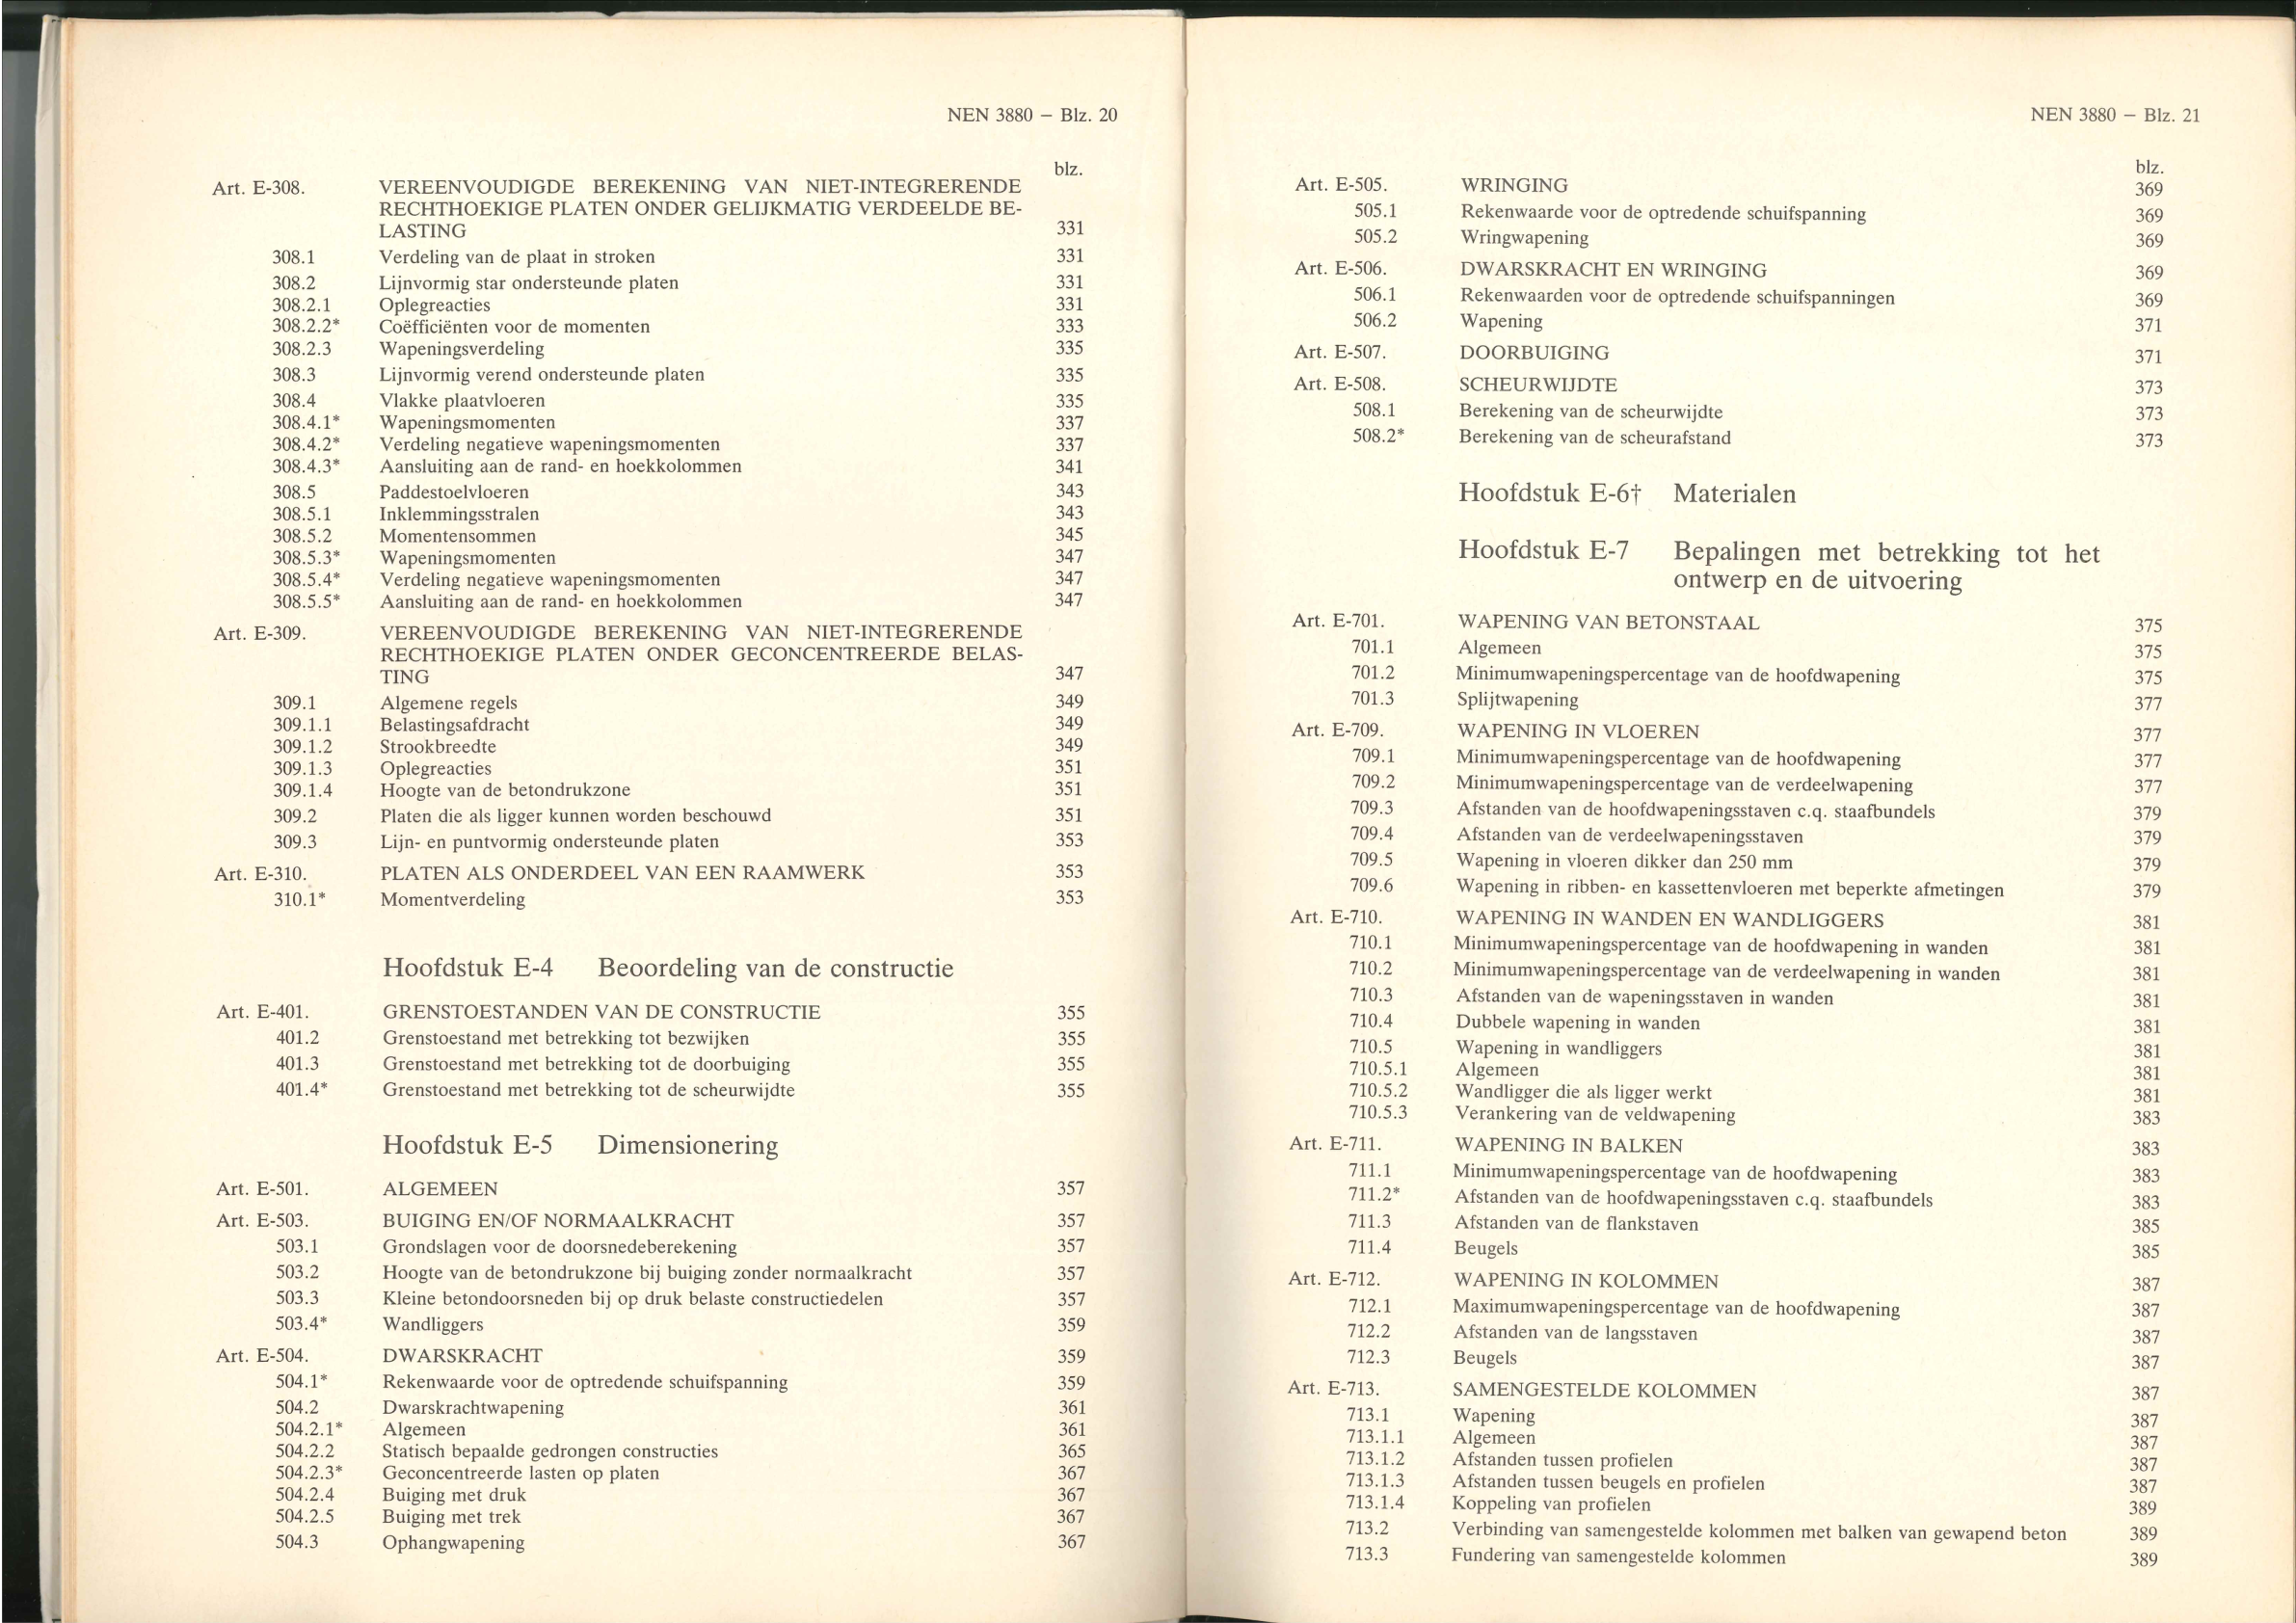 NEN 3880 — Blz. 20
blz.
Art. E-308. VEREENVOUDIGDE BEREKENING VAN NIET-INTEGRERENDE
RECHTHOEKIGE PLATEN ONDER GELIJKMATIG VERDEELDE BE-
LASTING 331
308.1 Verdeling van de plaat in stroken 331
308.2 Lijnvormig star ondersteunde platen 331
308.2.1 Oplegreacties 331
308.2.2* Coëfficiënten voor de momenten 333
308.2.3 Wapeningsverdeling 335
308.3 Lijnvormig verend ondersteunde platen 335
308.4 Vlakke plaatvloeren 335
308.4.1* Wapeningsmomenten 337
308.4.2* Verdeling negatieve wapeningsmomenten 337
308.4.3* Aansluiting aan de rand- en hoekkolommen 341
308.5 Paddestoelvloeren 343
308.5.1 Inklemmingsstralen 343
308.5.2 Momentensommen 345
308.5.3* Wapeningsmomenten 347
308.5.4* Verdeling negatieve wapeningsmomenten 347
308.5.5* Aansluiting aan de rand- en hoekkolommen 347
Art. E-309. VEREENVOUDIGDE BEREKENING VAN NIET-INTEGRERENDE
RECHTHOEKIGE PLATEN ONDER GECONCENTREERDE BELAS-
TING 347
309.1 Algemene regels 349
309.1.1 Belastingsafdracht 349
309.1.2 Strookbreedte 349
309.1.3 Oplegreacties 351
309.1.4 Hoogte van de betondrukzone 351
309.2 Platen die als ligger kunnen worden beschouwd 351
309.3 Lijn- en puntvormig ondersteunde platen 353
Art. E-310. PLATEN ALS ONDERDEEL VAN EEN RAAMWERK 353
310.1* Momentverdeling 353
Hoofdstuk E-4 Beoordeling van de constructie
Art. E-401. GRENSTOESTANDEN VAN DE CONSTRUCTIE 355
401.2 Grenstoestand met betrekking tot bezwijken 355
401.3 Grenstoestand met betrekking tot de doorbuiging 355
401.4* Grenstoestand met betrekking tot de scheurwijdte 355
Hoofdstuk E-5 Dimensionering
Art. E-501. ALGEMEEN 357
Art. E-503. BUIGING EN/OF NORMAALKRACHT 357
503.1 Grondslagen voor de doorsnedeberekening 357
503.2 Hoogte van de betondrukzone bij buiging zonder normaalkracht 357
503.3 Kleine betondoorsneden bij op druk belaste constructiedelen 357
503.4* Wandliggers 359
Art. E-504. DWARSKRACHT 359
504.1* Rekenwaarde voor de optredende schuifspanning 359
504.2 Dwarskrachtwapening 361
504.2.1* Algemeen 361
504.2.2 Statisch bepaalde gedrongen constructies 365
504.2.3* Geconcentreerde lasten op platen 367
504.2.4 Buiging met druk 367
504.2.5 Buiging met trek 367
504.3 Ophangwapening 367
NEN 3880 — Blz. 21
blz.
Art. E-505. WRINGING 369
505.1 Rekenwaarde voor de optredende schuifspanning 369
505.2 Wringwapening 369
Art. E-506. DWARSKRACHT EN WRINGING 369
506.1 Rekenwaarden voor de optredende schuifspanningen 369
506.2 Wapening 371
Art. E-507. DOORBUIGING 371
Art. E-508. SCHEURWIJDTE 373
508.1 Berekening van de scheurwijdte 373
508.2* Berekening van de scheurafstand 373
Hoofdstuk E-6† Materialen
Hoofdstuk E-7 Bepalingen met betrekking tot het
ontwerp en de uitvoering
Art. E-701. WAPENING VAN BETONSTAAL 375
701.1 Algemeen 375
701.2 Minimumwapeningspercentage van de hoofdwapening 375
701.3 Splijtwapening 377
Art. E-709. WAPENING IN VLOEREN 377
709.1 Minimumwapeningspercentage van de hoofdwapening 377
709.2 Minimumwapeningspercentage van de verdeelwapening 377
709.3 Afstanden van de hoofdwapeningsstaven c.q. staafbundels 379
709.4 Afstanden van de verdeelwapeningsstaven 379
709.5 Wapening in vloeren dikker dan 250 mm 379
709.6 Wapening in ribben- en kassettenvloeren met beperkte afmetingen 379
Art. E-710. WAPENING IN WANDEN EN WANDLIGGERS 381
710.1 Minimumwapeningspercentage van de hoofdwapening in wanden 381
710.2 Minimumwapeningspercentage van de verdeelwapening in wanden 381
710.3 Afstanden van de wapeningsstaven in wanden 381
710.4 Dubbele wapening in wanden 381
710.5 Wapening in wandliggers 381
710.5.1 Algemeen 381
710.5.2 Wandligger die als ligger werkt 381
710.5.3 Verankering van de veldwapening 383
Art. E-711. WAPENING IN BALKEN 383
711.1 Minimumwapeningspercentage van de hoofdwapening 383
711.2* Afstanden van de hoofdwapeningsstaven c.q. staafbundels 383
711.3 Afstanden van de flankstaven 385
711.4 Beugels 385
Art. E-712. WAPENING IN KOLOMMEN 387
712.1 Maximumwapeningspercentage van de hoofdwapening 387
712.2 Afstanden van de langsstaven 387
712.3 Beugels 387
Art. E-713. SAMENGESTELDE KOLOMMEN 387
713.1 Wapening 387
713.1.1 Algemeen 387
713.1.2 Afstanden tussen profielen 387
713.1.3 Afstanden tussen beugels en profielen 387
713.1.4 Koppeling van profielen 389
713.2 Verbinding van samengestelde kolommen met balken van gewapend beton 389
713.3 Fundering van samengestelde kolommen 389